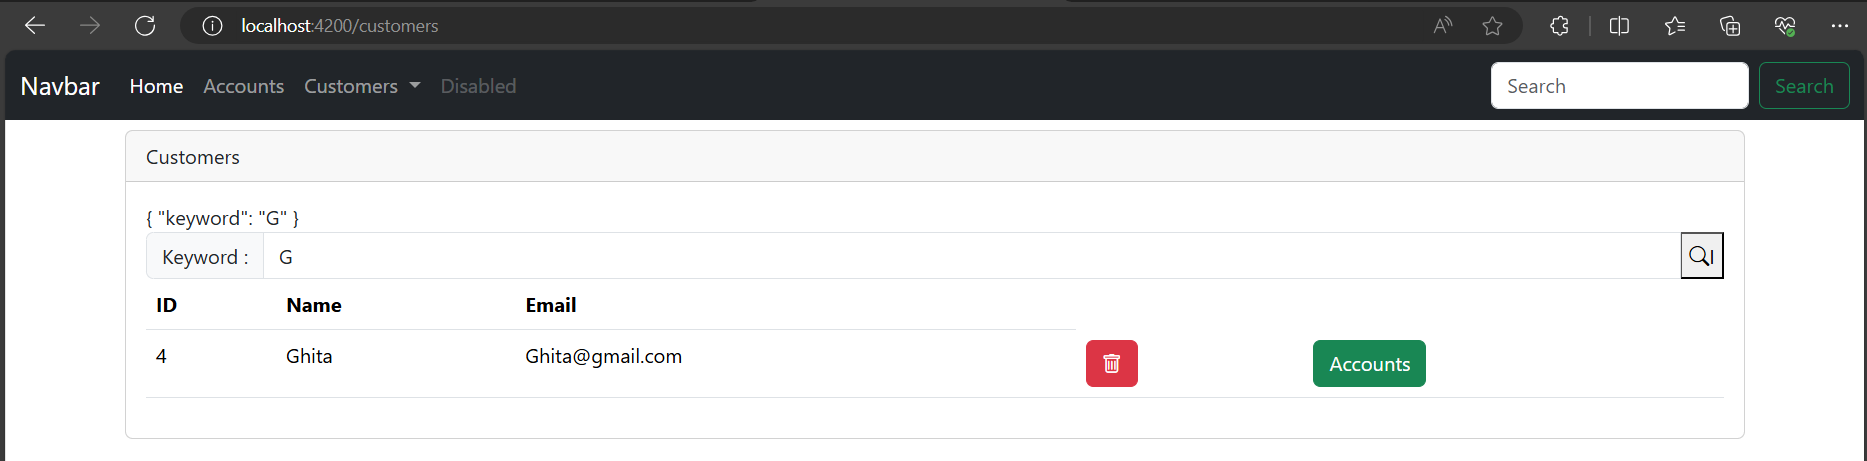 localhost:4200/customers
Navbar Home Accounts Customers Disabled Search Search
Customers
{ "keyword": "G" }
Keyword : G
ID Name Email
4 Ghita Ghita@gmail.com Accounts